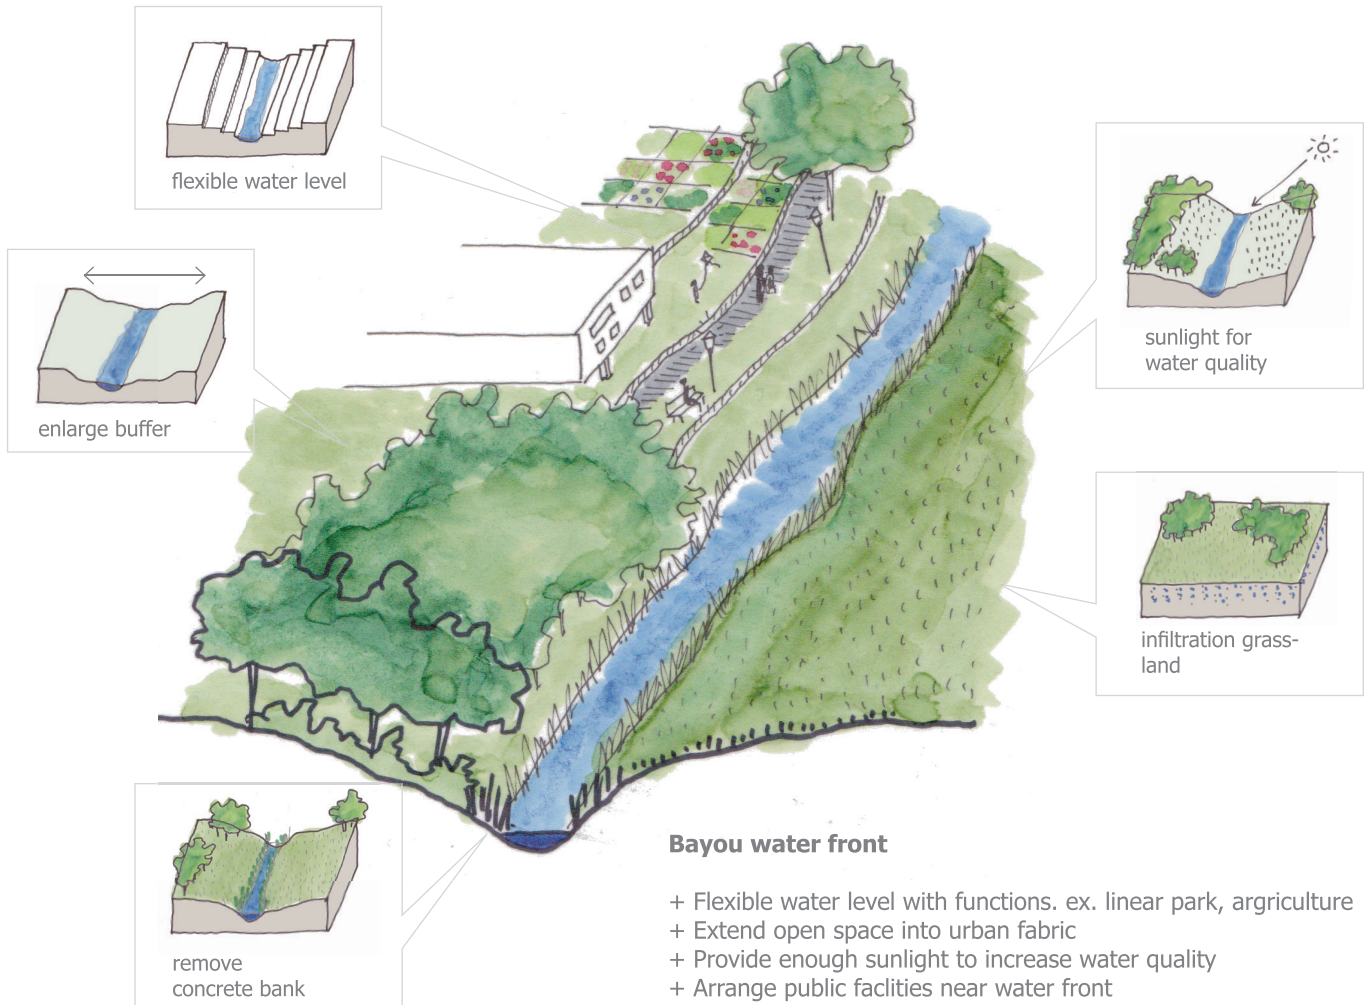 flexible water level
enlarge buffer
sunlight for
water quality
infiltration grass-
land
remove
concrete bank
Bayou water front
+ Flexible water level with functions. ex. linear park, argriculture
+ Extend open space into urban fabric
+ Provide enough sunlight to increase water quality
+ Arrange public faclities near water front